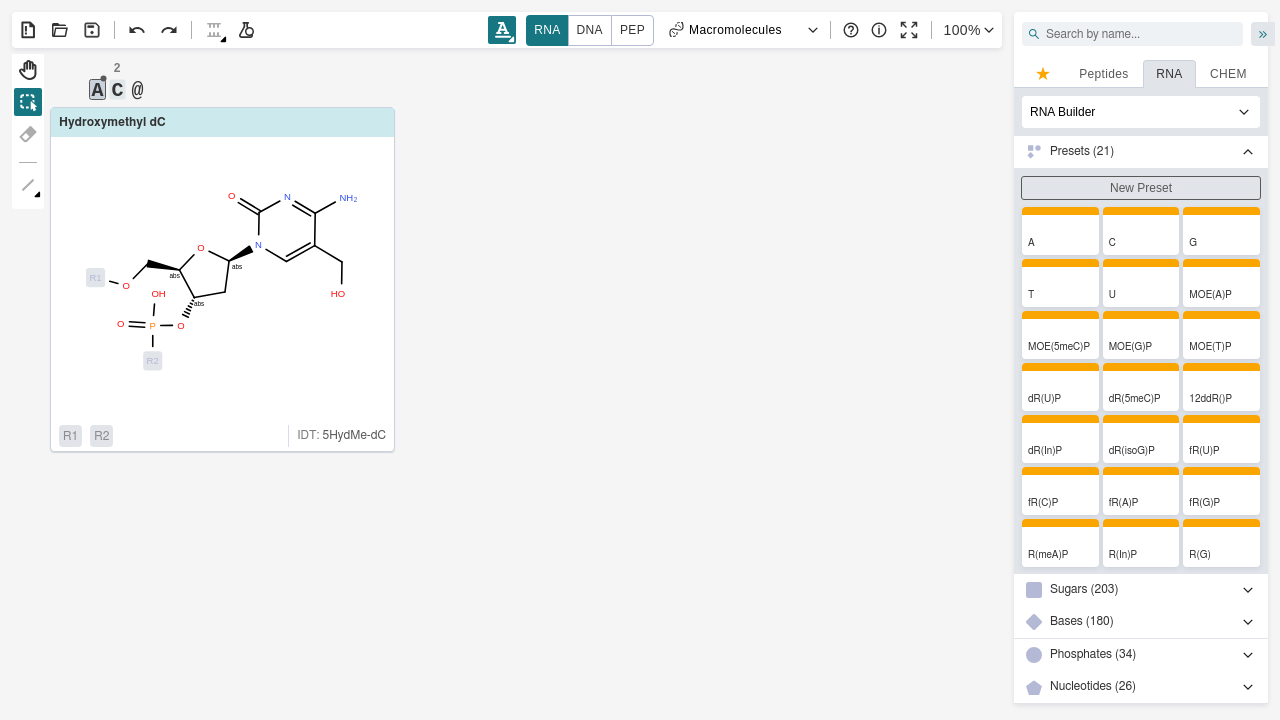 A RNA DNA PEP Macromolecules 100%
Search by name...
Peptides RNA CHEM
RNA Builder
Presets (21)
New Preset
A C G
T U MOE(A)P
MOE(5meC)P MOE(G)P MOE(T)P
dR(U)P dR(5meC)P 12ddR()P
dR(In)P dR(isoG)P fR(U)P
fR(C)P fR(A)P fR(G)P
R(meA)P R(In)P R(G)
Sugars (203)
Bases (180)
Phosphates (34)
Nucleotides (26)
2
A C @
Hydroxymethyl dC
O N NH₂
O N
abs
abs
R1 O OH abs HO
O P O
R2
R1 R2 IDT: 5HydMe-dC